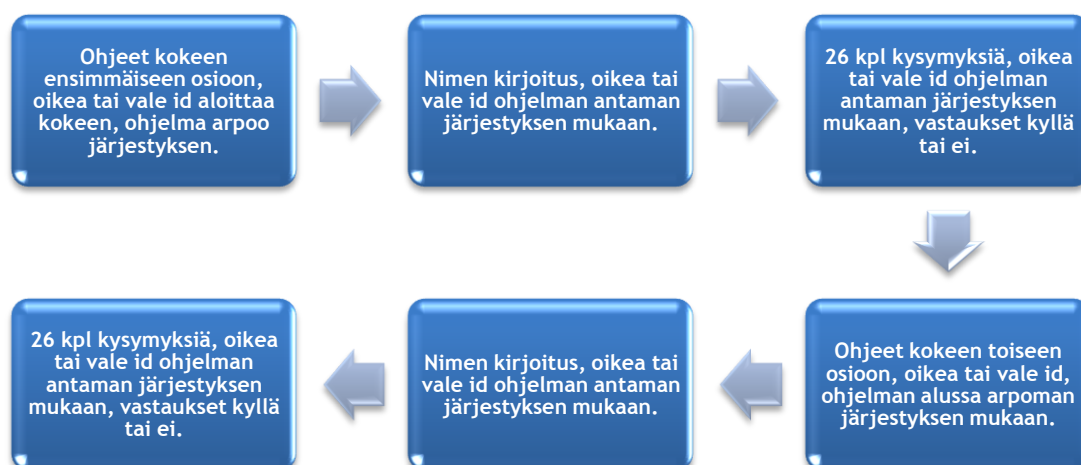 Ohjeet kokeen
ensimmäiseen osioon,
oikea tai vale id aloittaa
kokeen, ohjelma arpoo
järjestyksen.
Nimen kirjoitus, oikea tai
vale id ohjelman antaman
järjestyksen mukaan.
26 kpl kysymyksiä, oikea
tai vale id ohjelman
antaman järjestyksen
mukaan, vastaukset kyllä
tai ei.
Ohjeet kokeen toiseen
osioon, oikea tai vale id,
ohjelman alussa arpoman
järjestyksen mukaan.
Nimen kirjoitus, oikea tai
vale id ohjelman antaman
järjestyksen mukaan.
26 kpl kysymyksiä, oikea
tai vale id ohjelman
antaman järjestyksen
mukaan, vastaukset kyllä
tai ei.